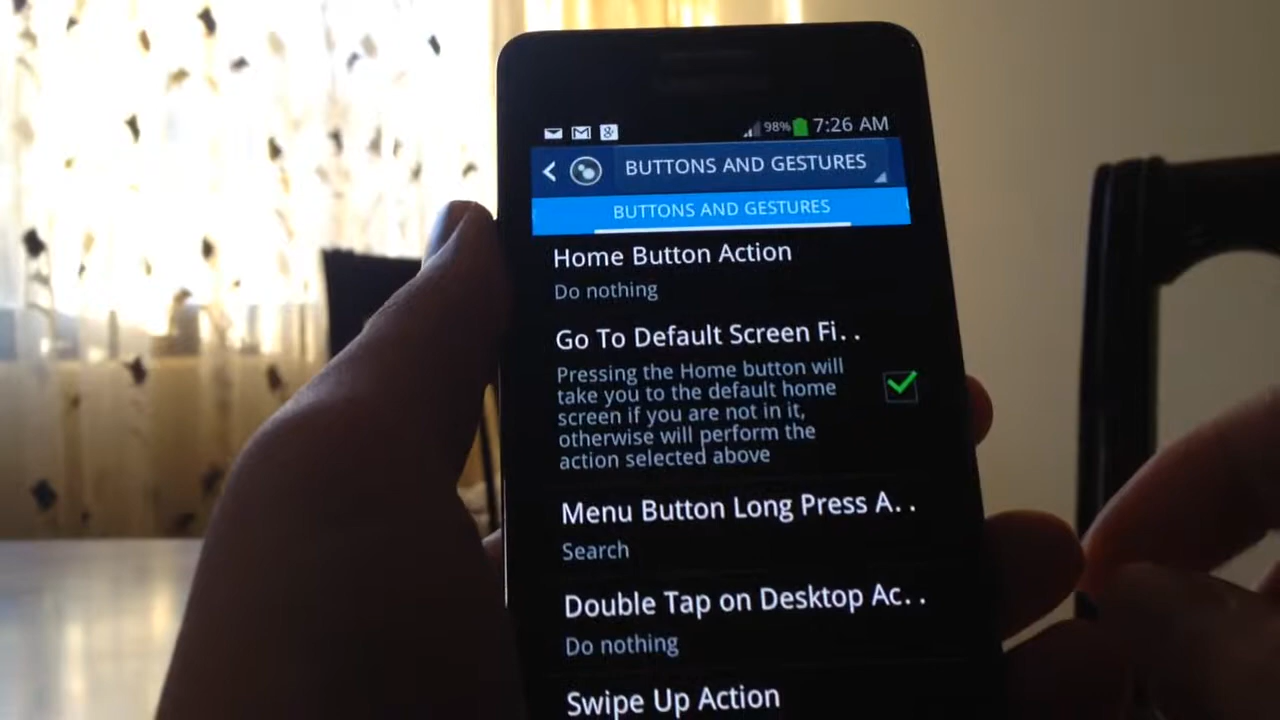 98% 7:26 AM
BUTTONS AND GESTURES
BUTTONS AND GESTURES
Home Button Action
Do nothing
Go To Default Screen Fi. .
Pressing the Home button will
take you to the default home
screen if you are not in it,
otherwise will perform the
action selected above
Menu Button Long Press A. .
Search
Double Tap on Desktop Ac. .
Do nothing
Swipe Up Action